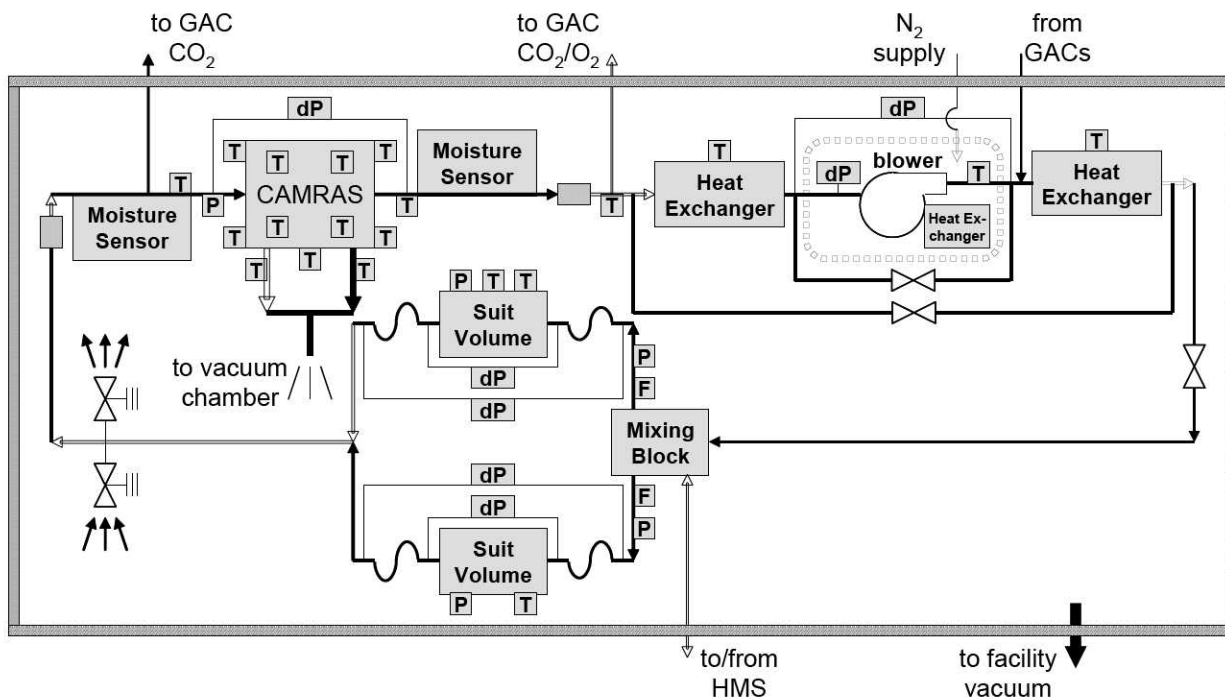 to GAC
CO₂
to GAC
CO₂/O₂
N₂
supply
from
GACs
dP
dP
T
T
T
T
T
Moisture
Sensor
T
T
P
CAMRAS
Moisture
Sensor
T
T
Heat
Exchanger
dP
blower
T
Heat Ex-
changer
T
Heat
Exchanger
T
T
T
T
T
T
T
P
T
T
Suit
Volume
to vacuum
chamber
dP
dP
P
F
Mixing
Block
dP
dP
F
P
Suit
Volume
P
T
to/from
HMS
to facility
vacuum